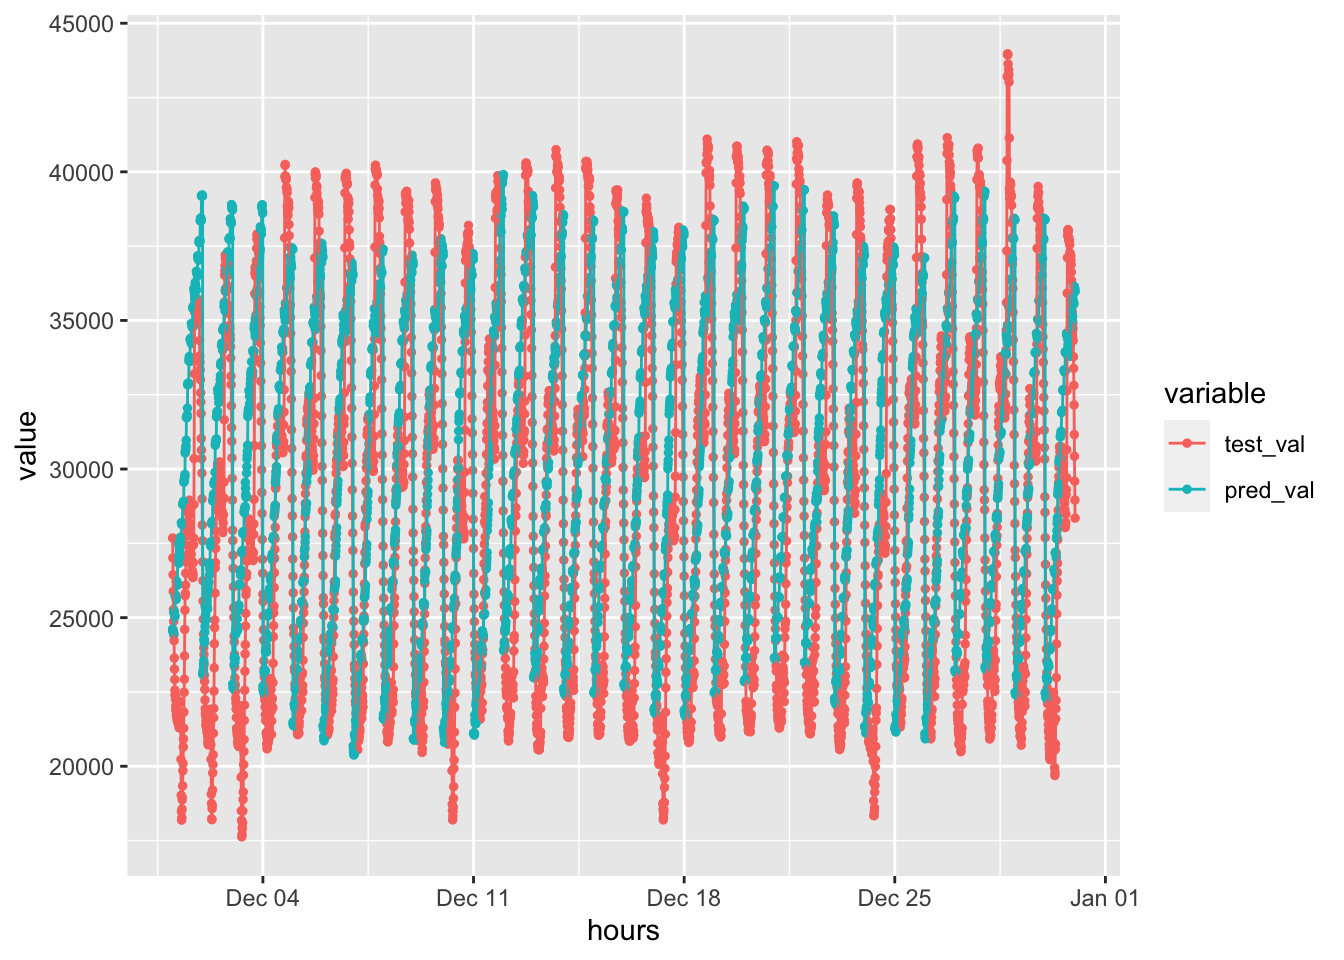 45000
40000
35000
30000
25000
20000
value
Dec 04
Dec 11
Dec 18
Dec 25
Jan 01
hours
variable
test_val
pred_val